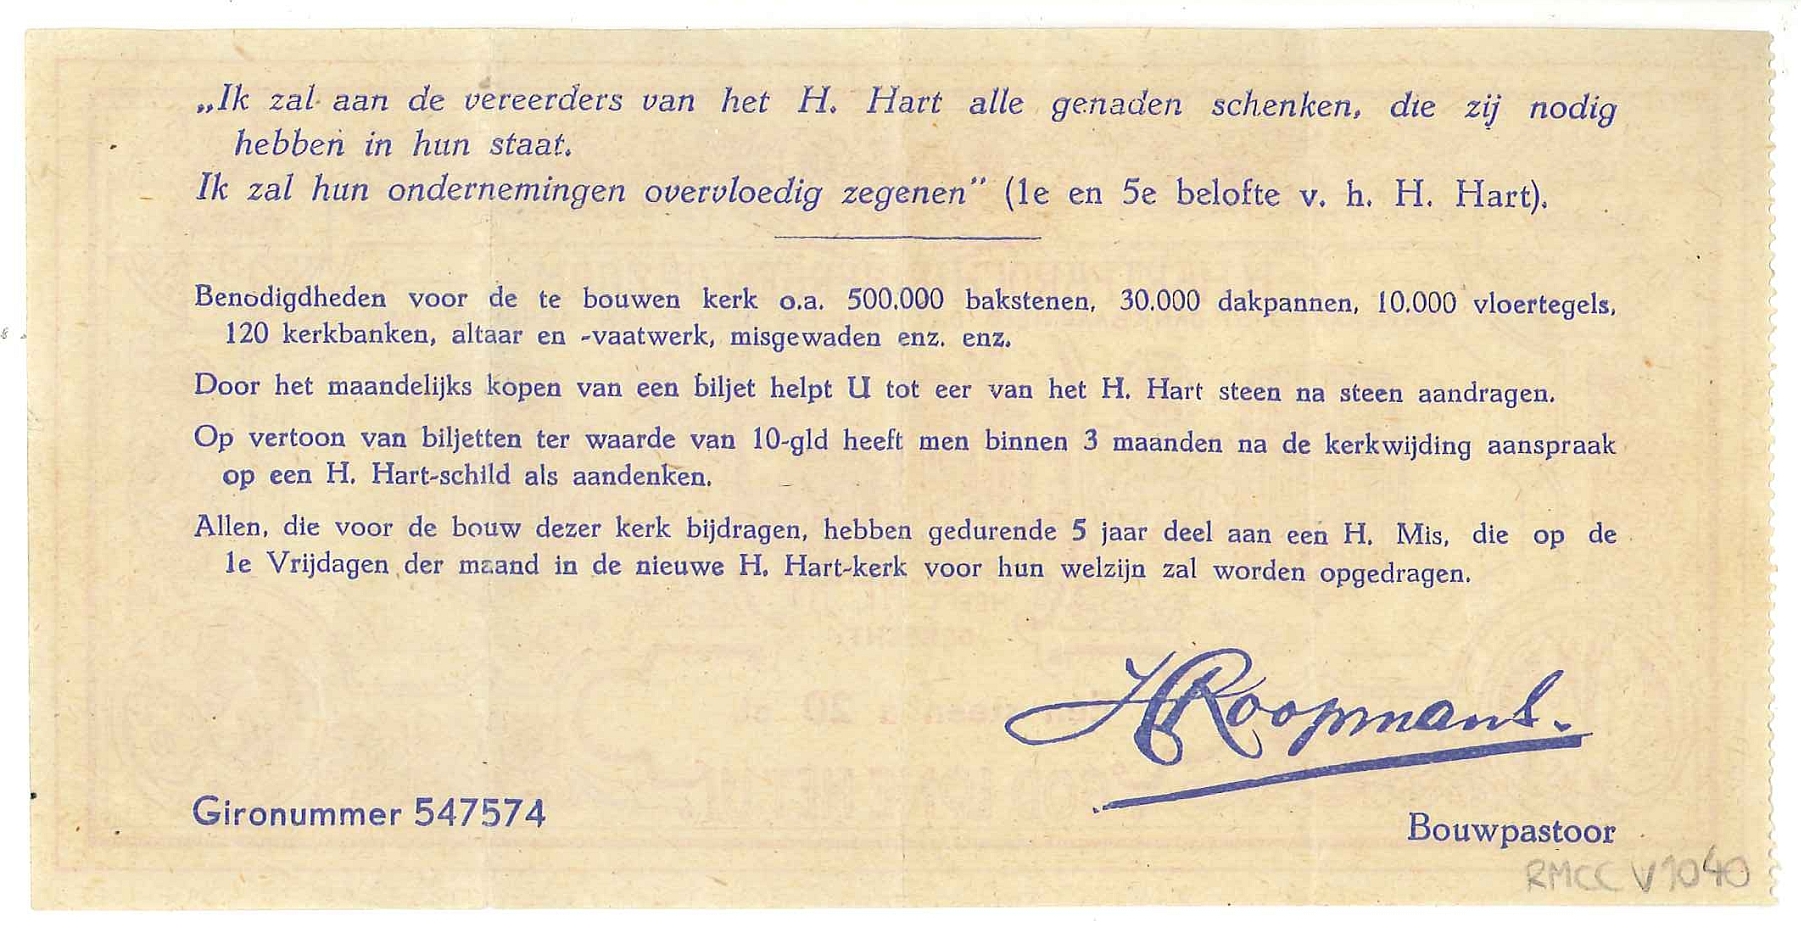 „Ik zal aan de vereerders van het H. Hart alle genaden schenken, die zij nodig
hebben in hun staat.
Ik zal hun ondernemingen overvloedig zegenen” (1e en 5e belofte v. h. H. Hart).
Benodigdheden voor de te bouwen kerk o.a. 500.000 bakstenen, 30.000 dakpannen, 10.000 vloertegels,
120 kerkbanken, altaar en -vaatwerk, misgewaden enz. enz.
Door het maandelijks kopen van een biljet helpt U tot eer van het H. Hart steen na steen aandragen.
Op vertoon van biljetten ter waarde van 10-gld heeft men binnen 3 maanden na de kerkwijding aanspraak
op een H. Hart-schild als aandenken.
Allen, die voor de bouw dezer kerk bijdragen, hebben gedurende 5 jaar deel aan een H. Mis, die op de
1e Vrijdagen der maand in de nieuwe H. Hart-kerk voor hun welzijn zal worden opgedragen.
HKoopmans.
Gironummer 547574
Bouwpastoor
RMCC V1040